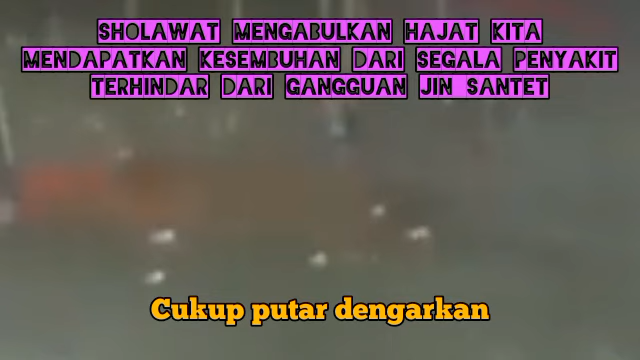 SHOLAWAT MENGABULKAN HAJAT KITA
MENDAPATKAN KESEMBUHAN DARI SEGALA PENYAKIT
TERHINDAR DARI GANGGUAN JIN SANTET
Cukup putar dengarkan